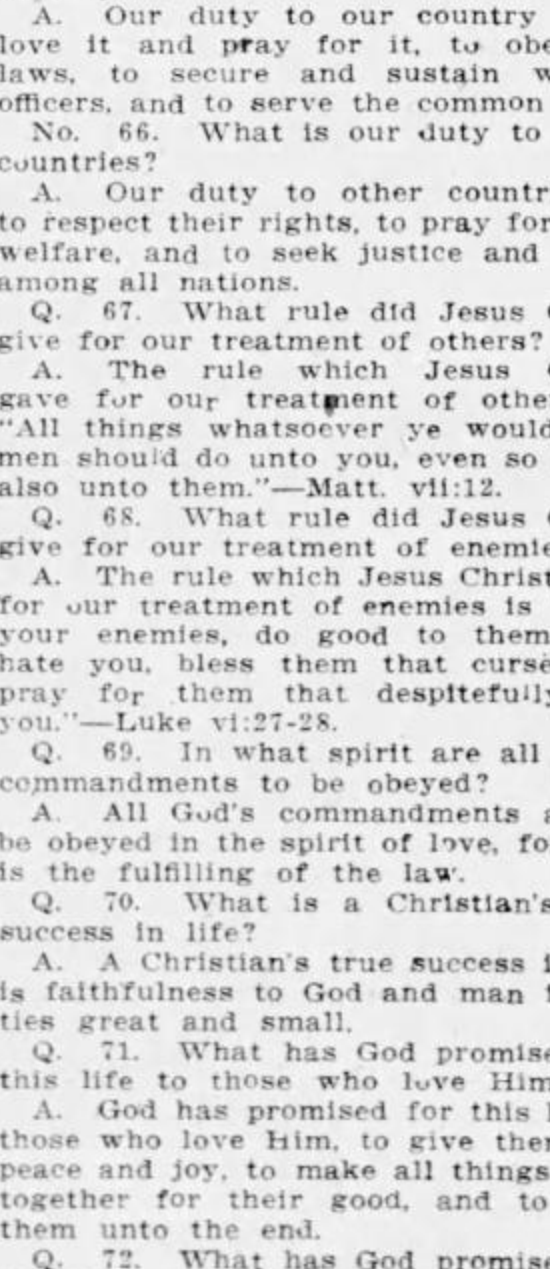 A. Our duty to our country
love it and pray for it, to obe
laws, to secure and sustain w
officers, and to serve the common
No. 66. What is our duty to
countries?
A. Our duty to other countr
to respect their rights, to pray for
welfare, and to seek justice and
among all nations.
Q. 67. What rule did Jesus C
give for our treatment of others?
A. The rule which Jesus C
gave for our treatment of othe
"All things whatsoever ye would
men should do unto you, even so
also unto them."—Matt. vii:12.
Q. 68. What rule did Jesus C
give for our treatment of enemie
A. The rule which Jesus Christ
for our treatment of enemies is
your enemies, do good to them
hate you, bless them that curse
pray for them that despitefully
you."—Luke vi:27-28.
Q. 69. In what spirit are all
commandments to be obeyed?
A. All God's commandments a
be obeyed in the spirit of love, fo
is the fulfilling of the law.
Q. 70. What is a Christian's
success in life?
A. A Christian's true success i
is faithfulness to God and man
ties great and small.
Q. 71. What has God promise
this life to those who love Him
A. God has promised for this l
those who love Him, to give them
peace and joy, to make all things
together for their good, and to
them unto the end.
Q. 72. What has God promise